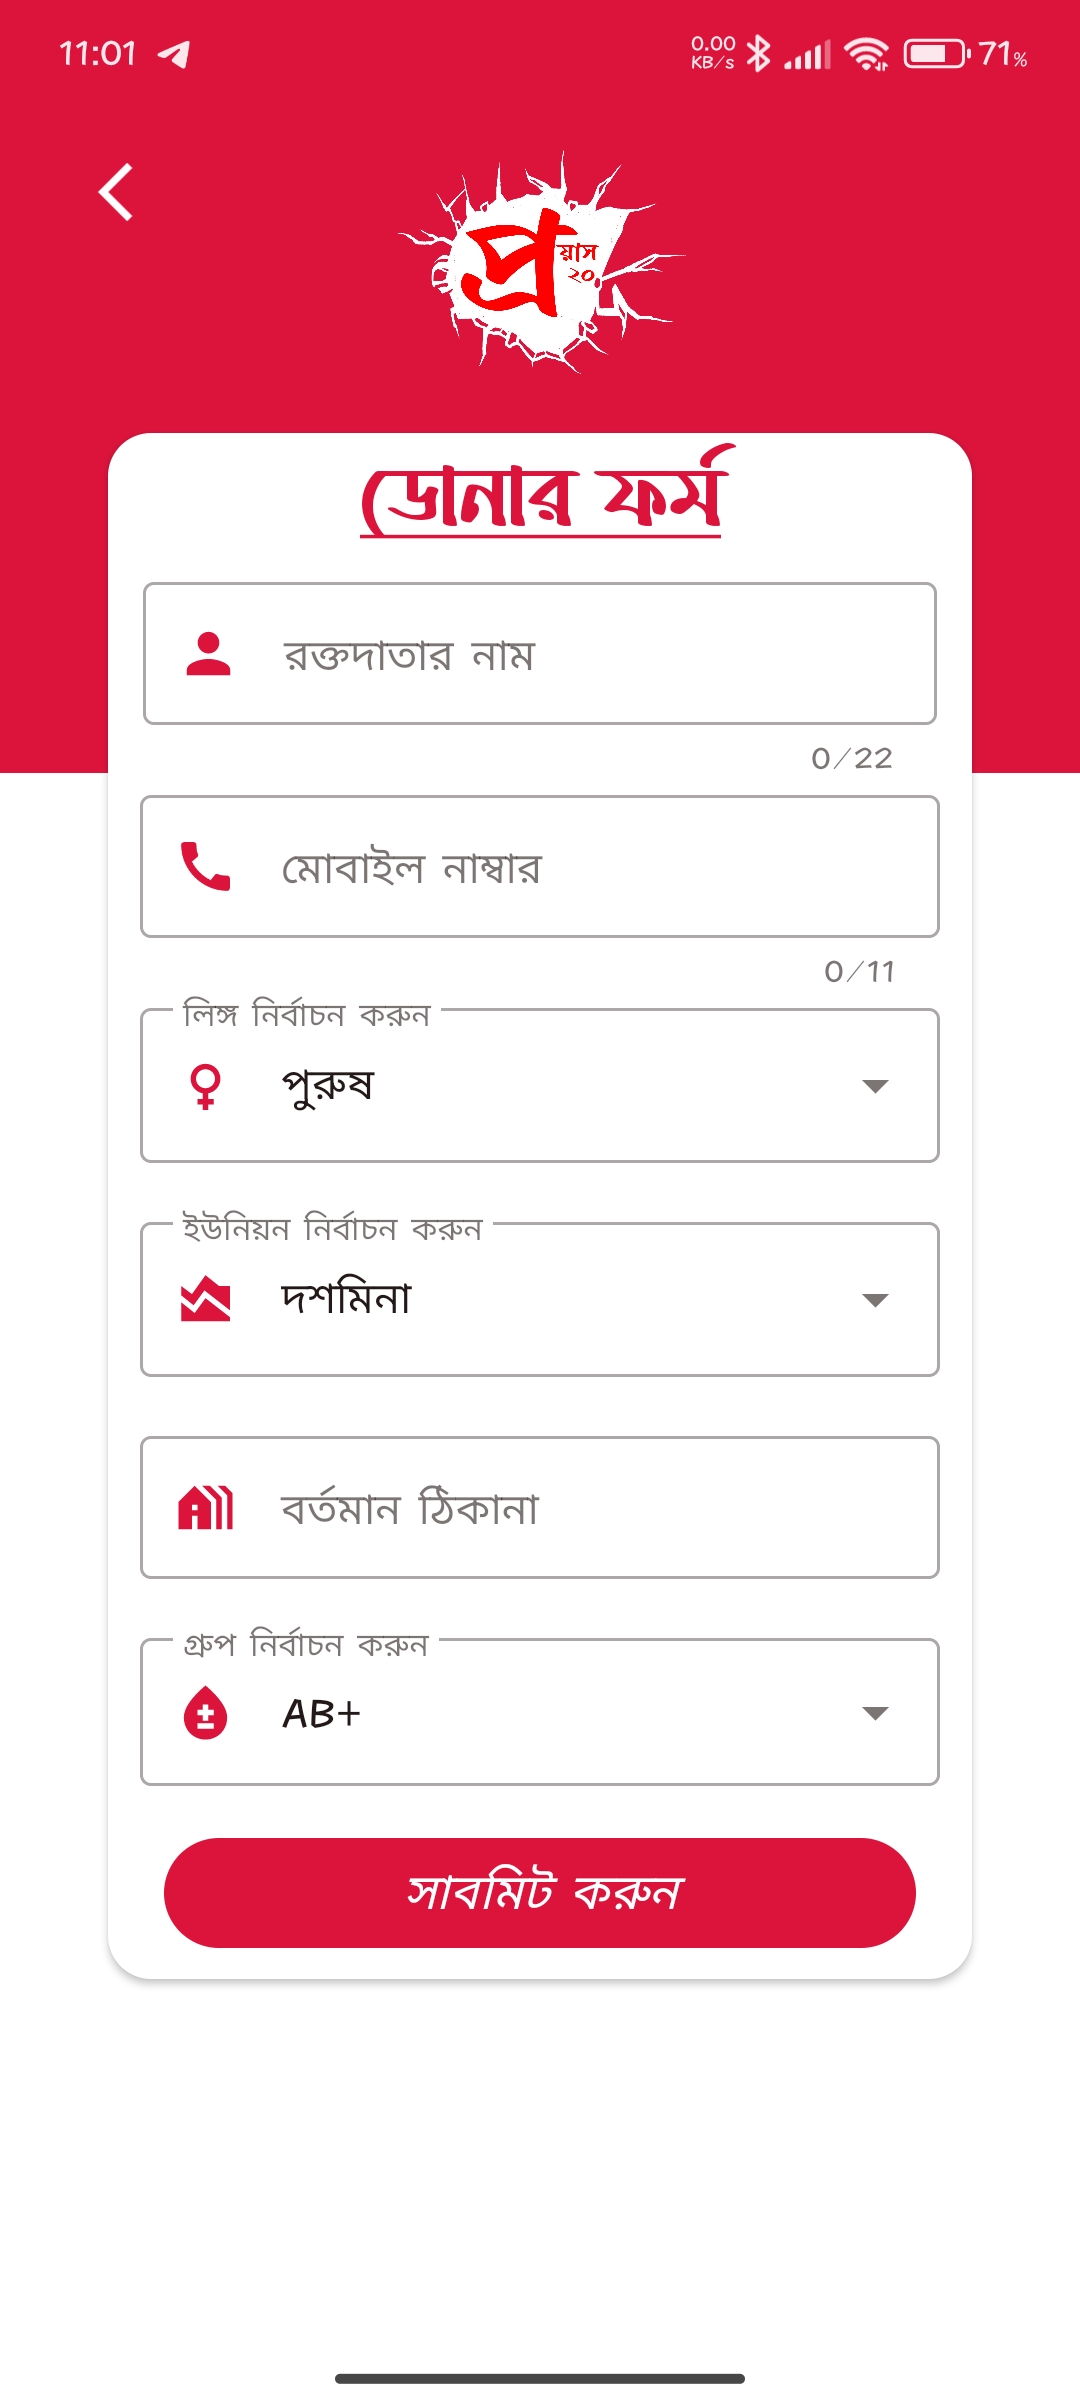 11:01 0.00 KB/s 71%
প্রয়াস ২০
ডোনার ফর্ম
রক্তদাতার নাম
0/22
মোবাইল নাম্বার
0/11
লিঙ্গ নির্বাচন করুন
পুরুষ
ইউনিয়ন নির্বাচন করুন
দশমিনা
বর্তমান ঠিকানা
গ্রুপ নির্বাচন করুন
AB+
সাবমিট করুন